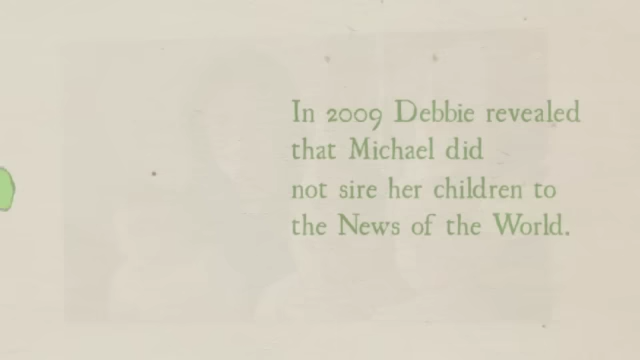 In 2009 Debbie revealed
that Michael did
not sire her children to
the News of the World.